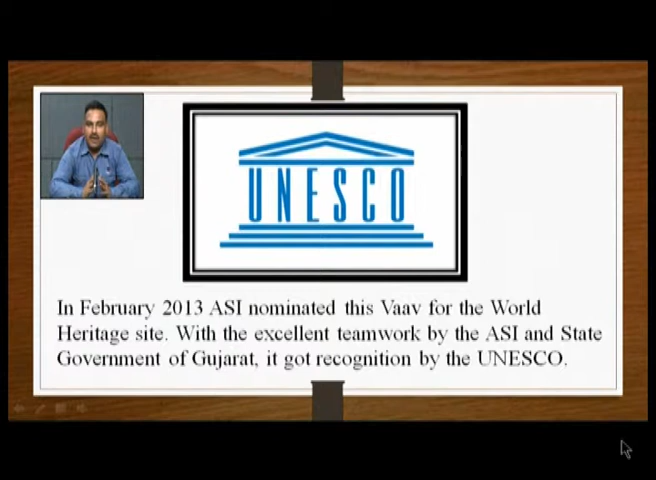 UNESCO
In February 2013 ASI nominated this Vaav for the World
Heritage site. With the excellent teamwork by the ASI and State
Government of Gujarat, it got recognition by the UNESCO.